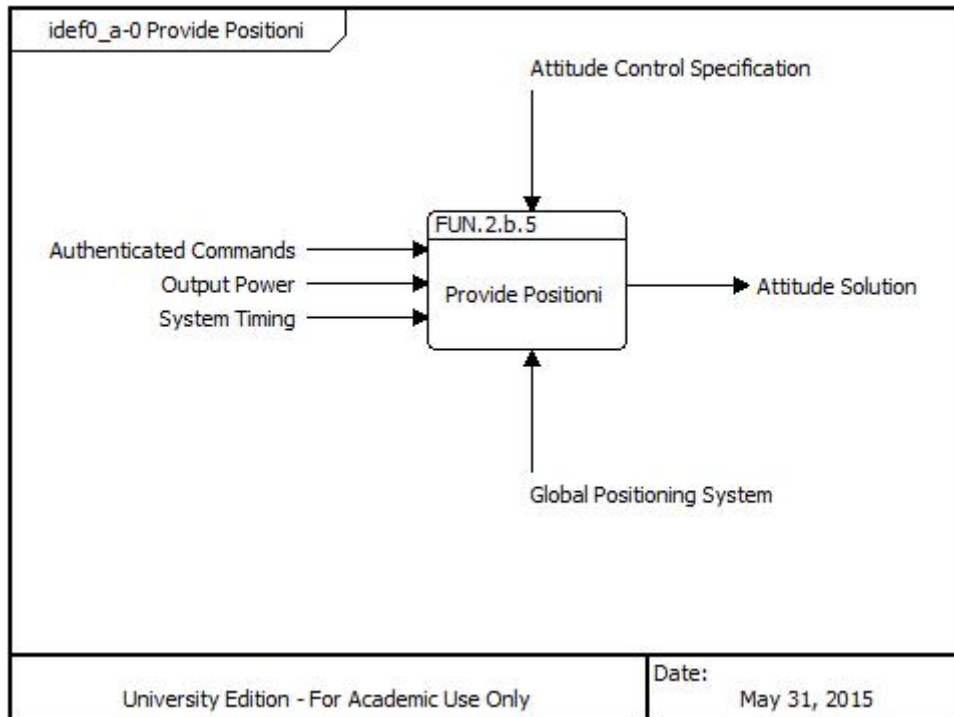 idef0_a-0 Provide Positioni
Attitude Control Specification
FUN.2.b.5
Authenticated Commands
Output Power
System Timing
Provide Positioni
Attitude Solution
Global Positioning System
University Edition - For Academic Use Only
Date:
May 31, 2015